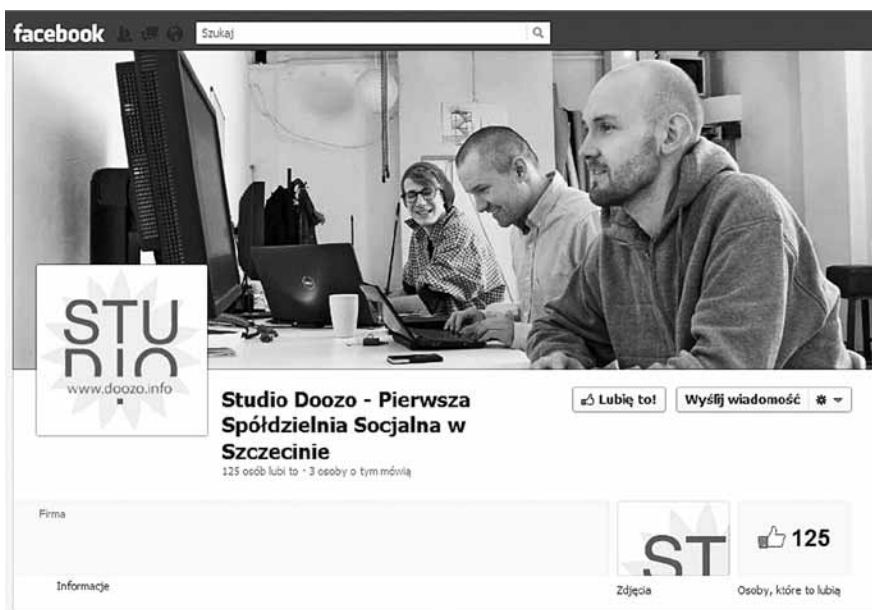 facebook
Szukaj
STU
DIO
www.doozo.info
Studio Doozo - Pierwsza
Spółdzielnia Socjalna w
Szczecinie
125 osób lubi to · 3 osoby o tym mówią
Lubię to!
Wyślij wiadomość
Firma
Informacje
ST
Zdjęcia
125
Osoby, które to lubią